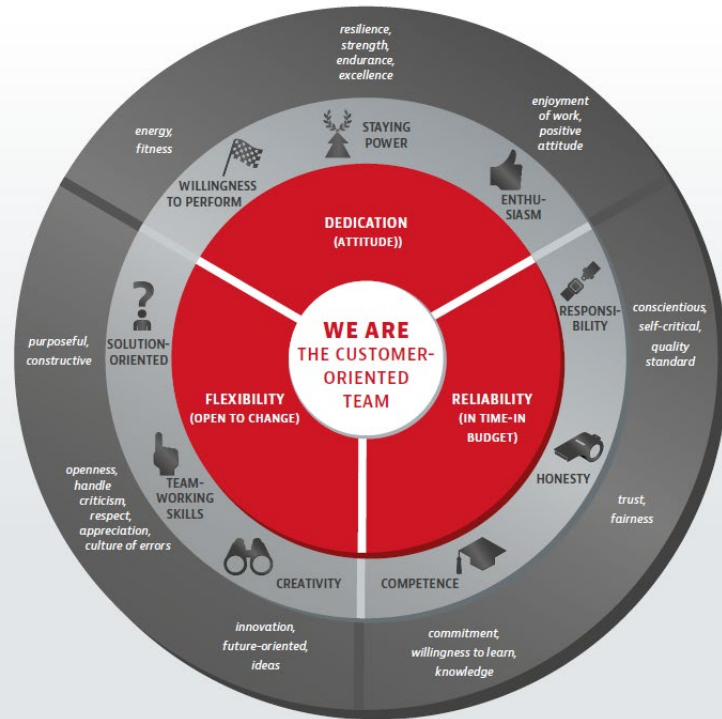 resilience,
strength,
endurance,
excellence
energy,
fitness
enjoyment
of work,
positive
attitude
STAYING
POWER
WILLINGNESS
TO PERFORM
ENTHU-
SIASM
DEDICATION
(ATTITUDE))
RESPONSI-
BILITY
conscientious,
self-critical,
quality
standard
purposeful,
constructive
SOLUTION-
ORIENTED
WE ARE
THE CUSTOMER-
ORIENTED
TEAM
FLEXIBILITY
(OPEN TO CHANGE)
RELIABILITY
(IN TIME-IN
BUDGET)
openness,
handle
criticism,
respect,
appreciation,
culture of errors
TEAM-
WORKING
SKILLS
HONESTY
trust,
fairness
CREATIVITY
COMPETENCE
innovation,
future-oriented,
ideas
commitment,
willingness to learn,
knowledge